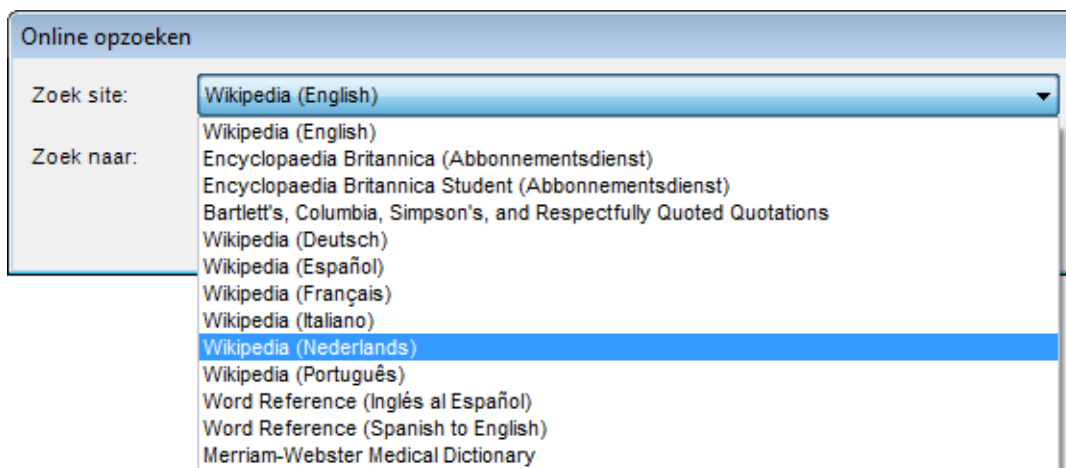 Online opzoeken
Zoek site:
Wikipedia (English)
Zoek naar:
Wikipedia (English)
Encyclopaedia Britannica (Abbonnementsdienst)
Encyclopaedia Britannica Student (Abbonnementsdienst)
Bartlett's, Columbia, Simpson's, and Respectfully Quoted Quotations
Wikipedia (Deutsch)
Wikipedia (Español)
Wikipedia (Français)
Wikipedia (Italiano)
Wikipedia (Nederlands)
Wikipedia (Português)
Word Reference (Inglés al Español)
Word Reference (Spanish to English)
Merriam-Webster Medical Dictionary